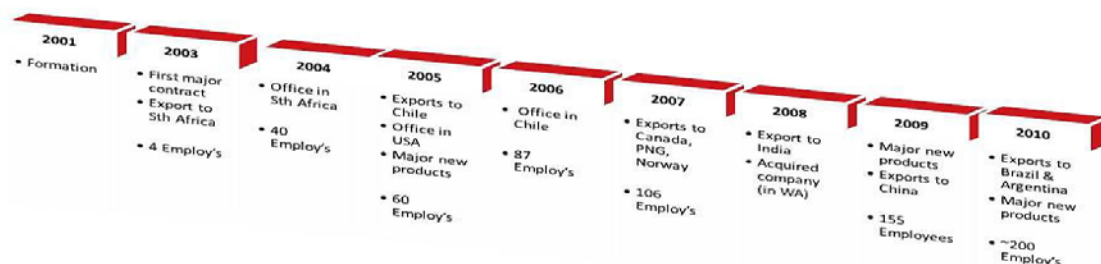 2001
• Formation
2003
• First major
contract
• Export to
Sth Africa
• 4 Employ's
2004
• Office in
Sth Africa
• 40
Employ's
2005
• Exports to
Chile
• Office in
USA
• Major new
products
• 60
Employ's
2006
• Office in
Chile
• 87
Employ's
2007
• Exports to
Canada,
PNG,
Norway
• 106
Employ's
2008
• Export to
India
• Acquired
company
(in WA)
2009
• Major new
products
• Exports to
China
• 155
Employees
2010
• Exports to
Brazil &
Argentina
• Major new
products
• ~200
Employ's